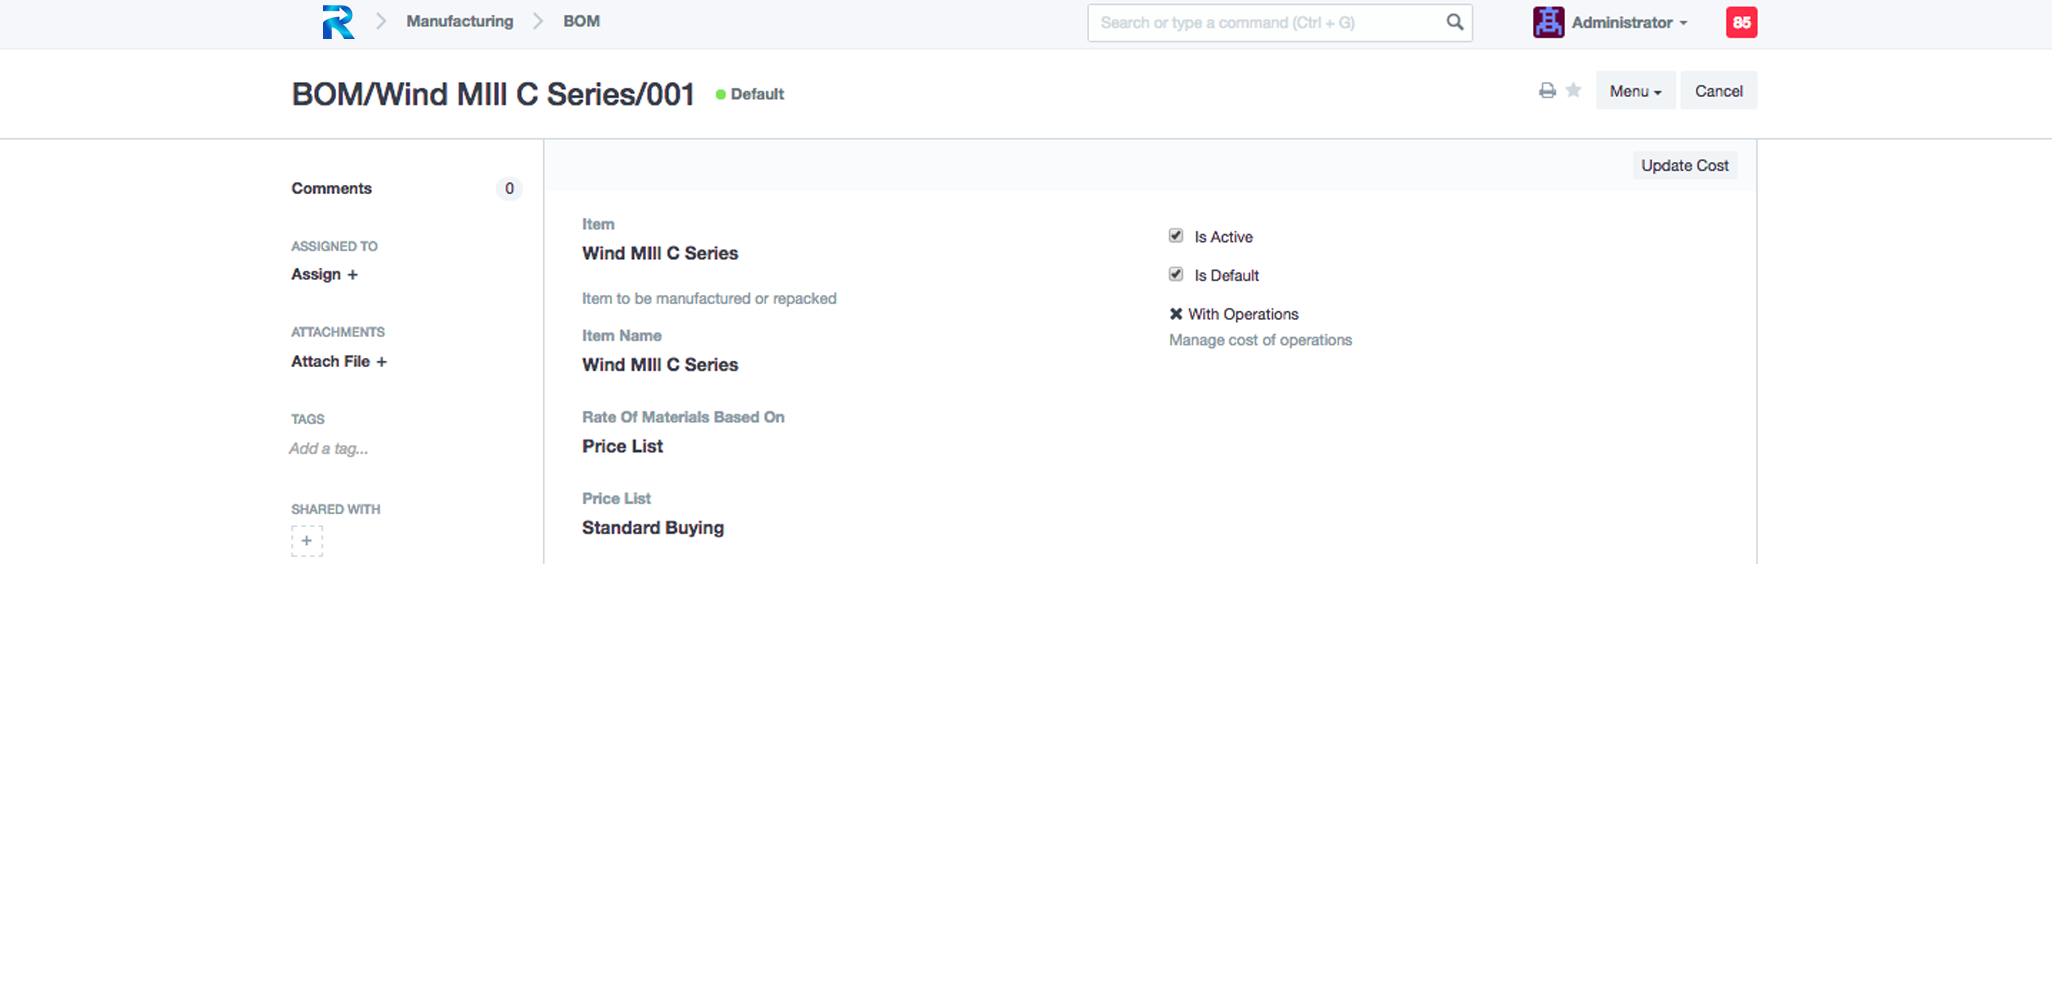 Manufacturing
BOM
Search or type a command (Ctrl + G)
Administrator
85
BOM/Wind MIll C Series/001
Default
Menu
Cancel
Update Cost
Comments
0
ASSIGNED TO
Assign +
ATTACHMENTS
Attach File +
TAGS
Add a tag...
SHARED WITH
+
Item
Wind MIll C Series
Item to be manufactured or repacked
Item Name
Wind MIll C Series
Rate Of Materials Based On
Price List
Price List
Standard Buying
Is Active
Is Default
With Operations
Manage cost of operations